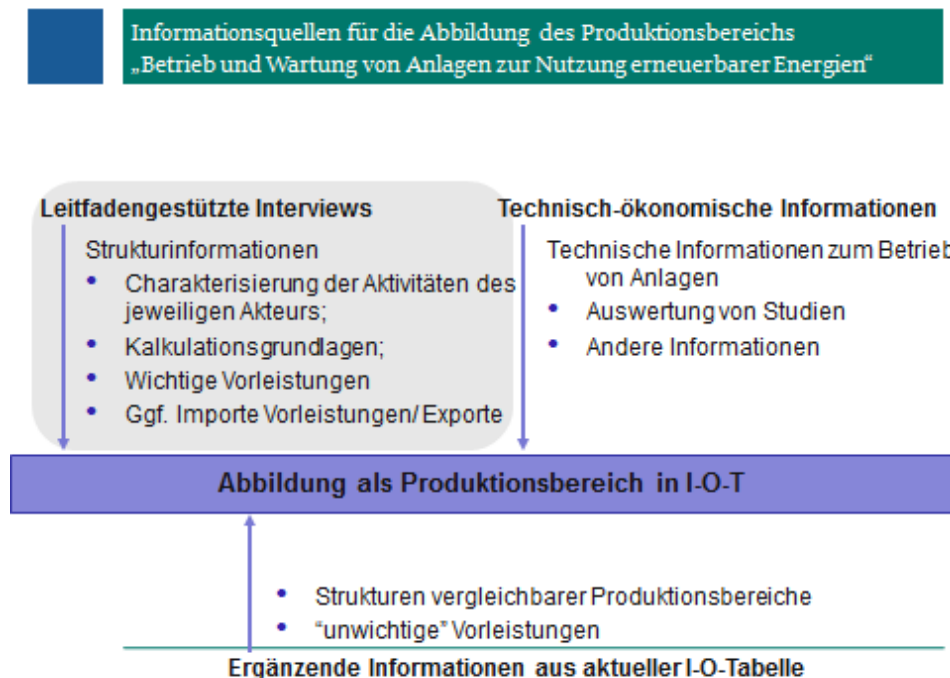 Informationsquellen für die Abbildung des Produktionsbereichs
„Betrieb und Wartung von Anlagen zur Nutzung erneuerbarer Energien“
Leitfadengestützte Interviews
Strukturinformationen
• Charakterisierung der Aktivitäten des
jeweiligen Akteurs;
• Kalkulationsgrundlagen;
• Wichtige Vorleistungen
• Ggf. Importe Vorleistungen/ Exporte
Technisch-ökonomische Informationen
Technische Informationen zum Betrieb
von Anlagen
• Auswertung von Studien
• Andere Informationen
Abbildung als Produktionsbereich in I-O-T
• Strukturen vergleichbarer Produktionsbereiche
• “unwichtige” Vorleistungen
Ergänzende Informationen aus aktueller I-O-Tabelle